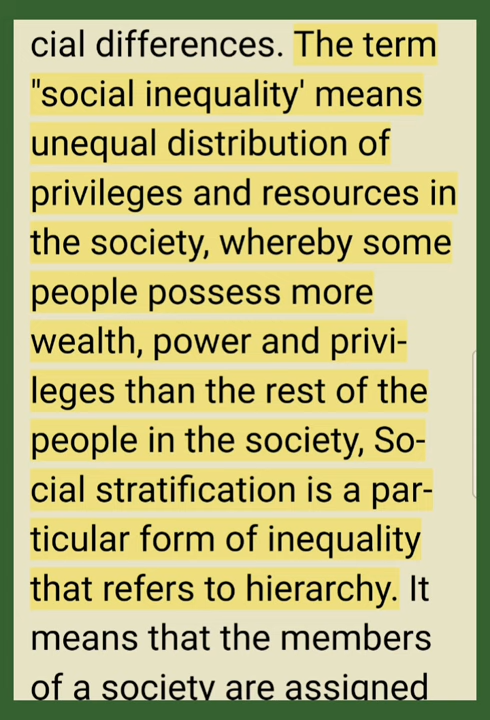 cial differences. The term
"social inequality' means
unequal distribution of
privileges and resources in
the society, whereby some
people possess more
wealth, power and privi-
leges than the rest of the
people in the society, So-
cial stratification is a par-
ticular form of inequality
that refers to hierarchy. It
means that the members
of a society are assigned